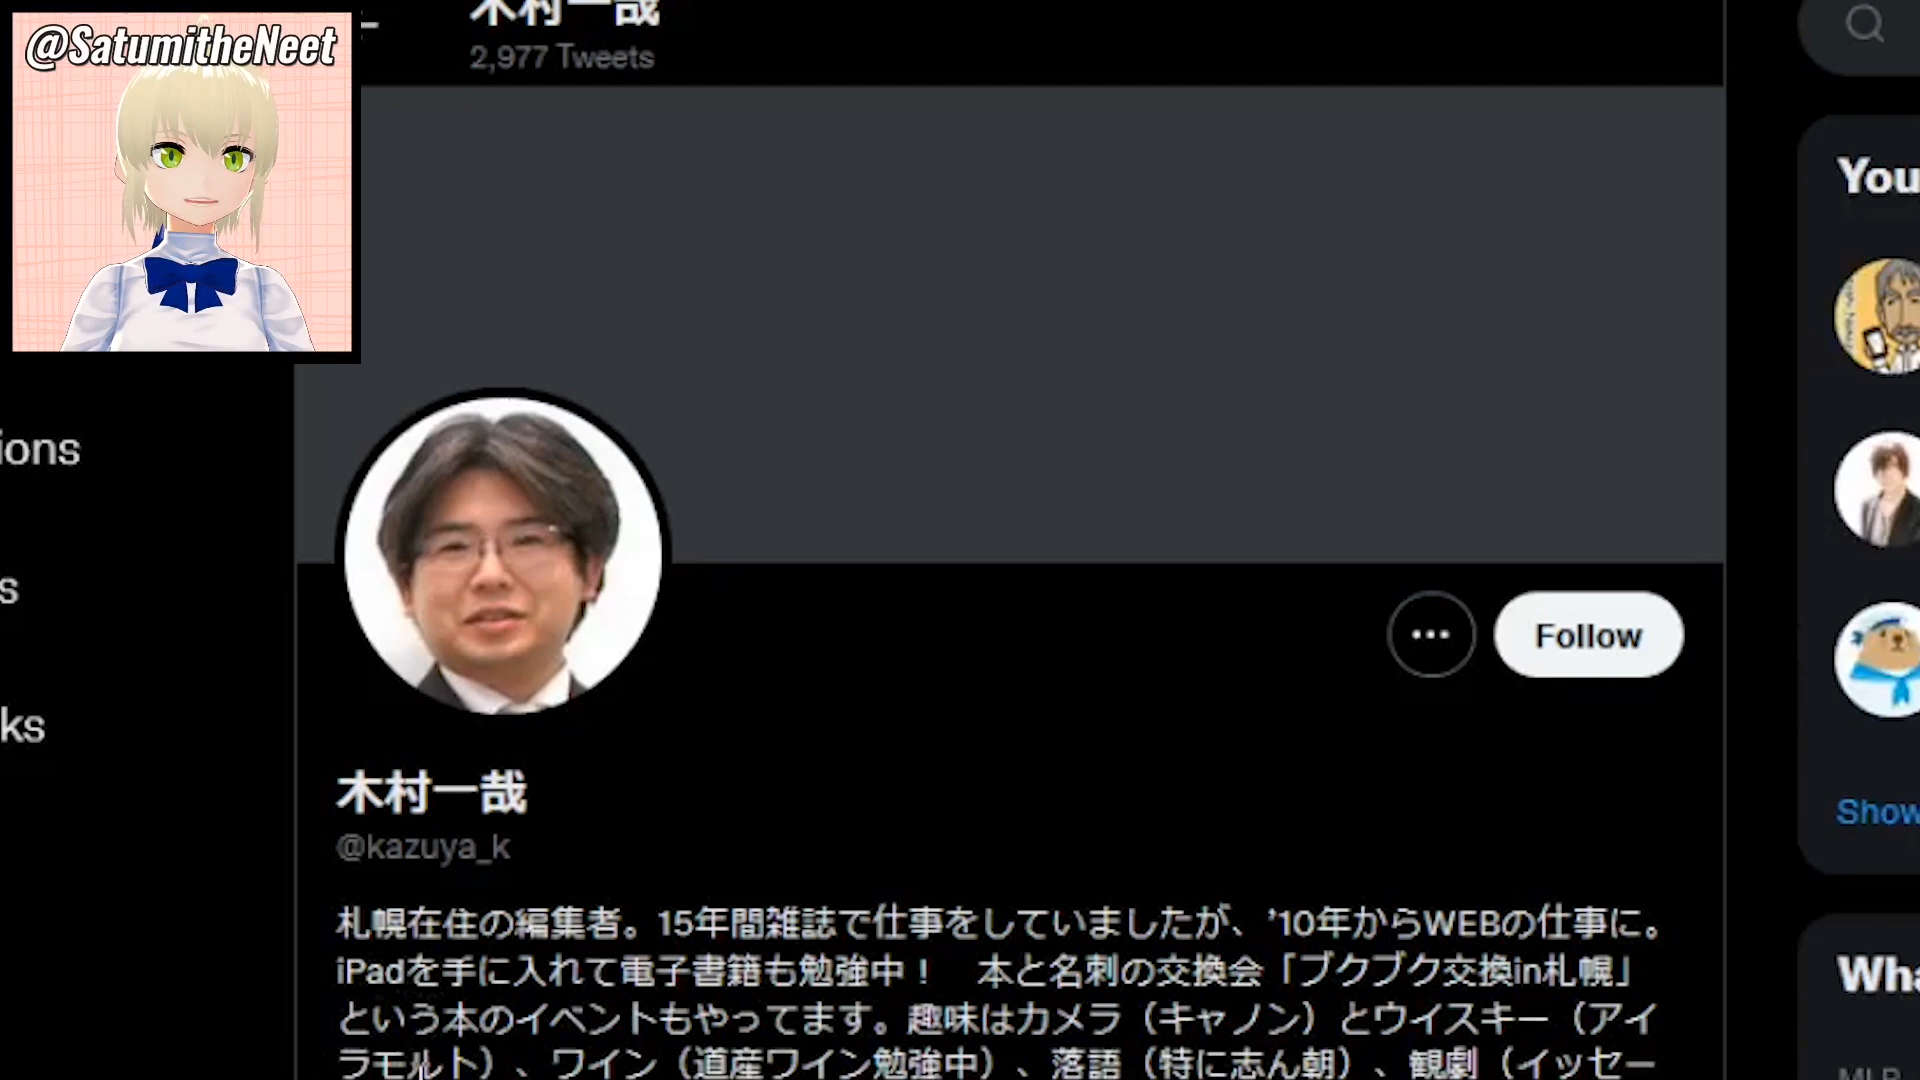 @SatumitheNeet
木村一哉
2,977 Tweets
You
ions
s
ks
Follow
Show
木村一哉
@kazuya_k
札幌在住の編集者。15年間雑誌で仕事をしていましたが、’10年からWEBの仕事に。
iPadを手に入れて電子書籍も勉強中！　本と名刺の交換会「ブクブク交換in札幌」
という本のイベントもやってます。趣味はカメラ（キャノン）とウイスキー（アイ
ラモルト）、ワイン（道産ワイン勉強中）、落語（特に志ん朝）、観劇（イッセー
Wha